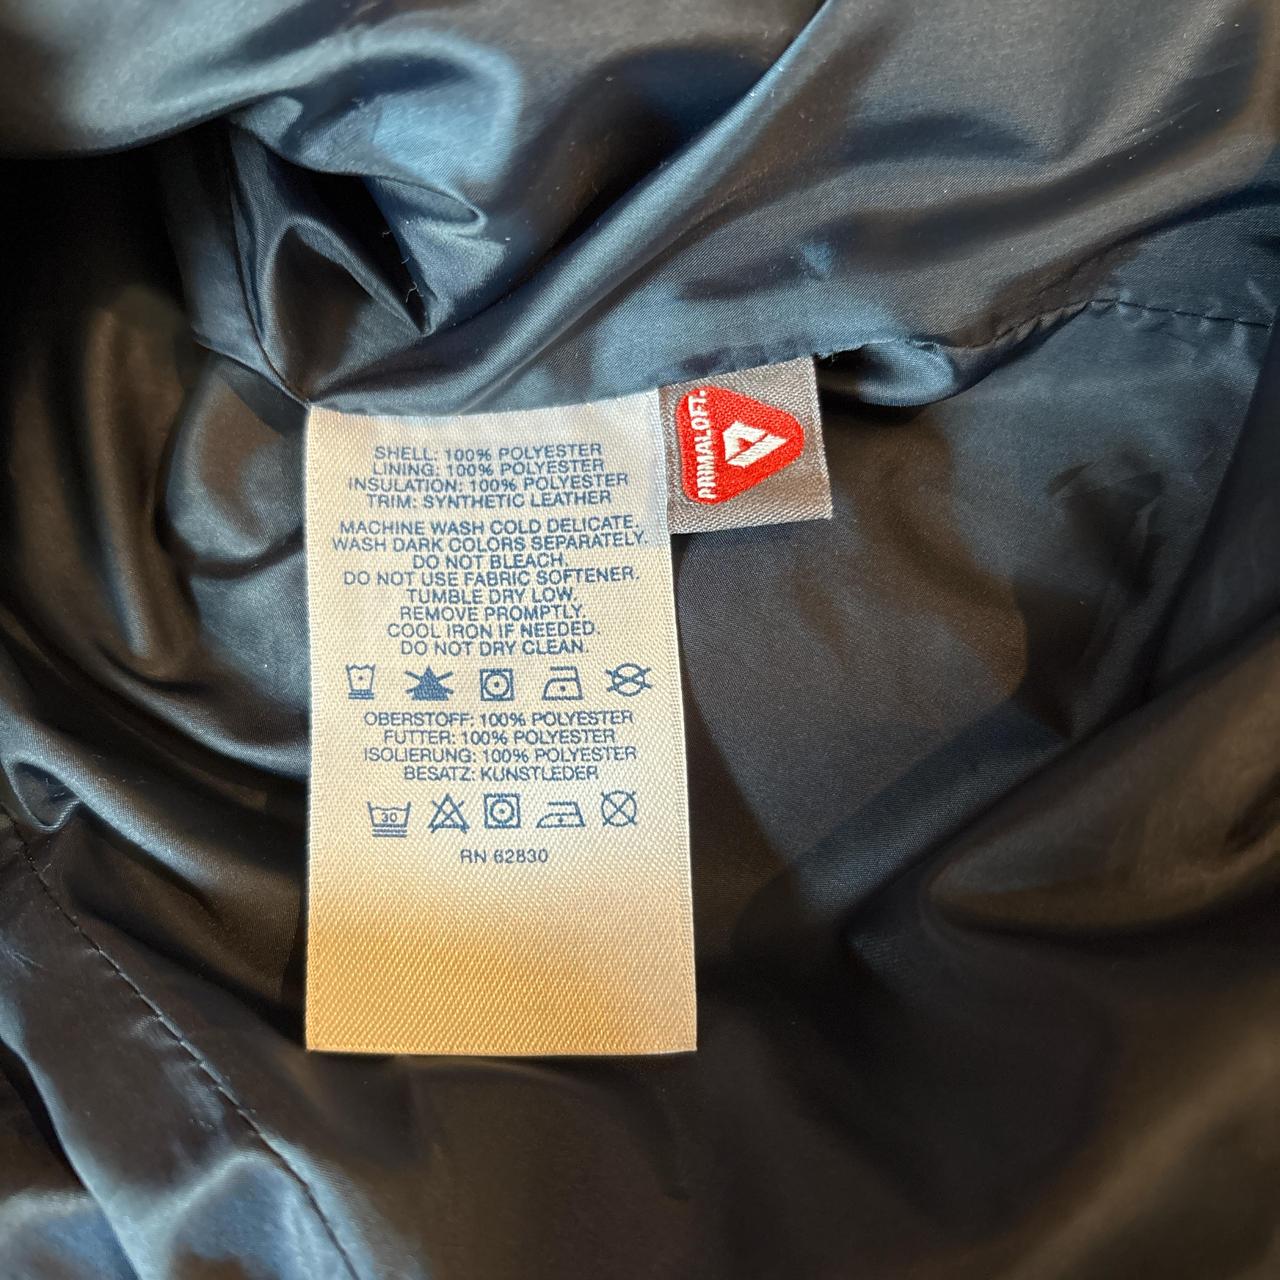 SHELL: 100% POLYESTER
LINING: 100% POLYESTER
INSULATION: 100% POLYESTER
TRIM: SYNTHETIC LEATHER
MACHINE WASH COLD DELICATE.
WASH DARK COLORS SEPARATELY.
DO NOT BLEACH.
DO NOT USE FABRIC SOFTENER.
TUMBLE DRY LOW.
REMOVE PROMPTLY.
COOL IRON IF NEEDED.
DO NOT DRY CLEAN.
OBERSTOFF: 100% POLYESTER
FUTTER: 100% POLYESTER
ISOLIERUNG: 100% POLYESTER
BESATZ: KUNSTLEDER
30
RN 62830
PRIMALOFT.